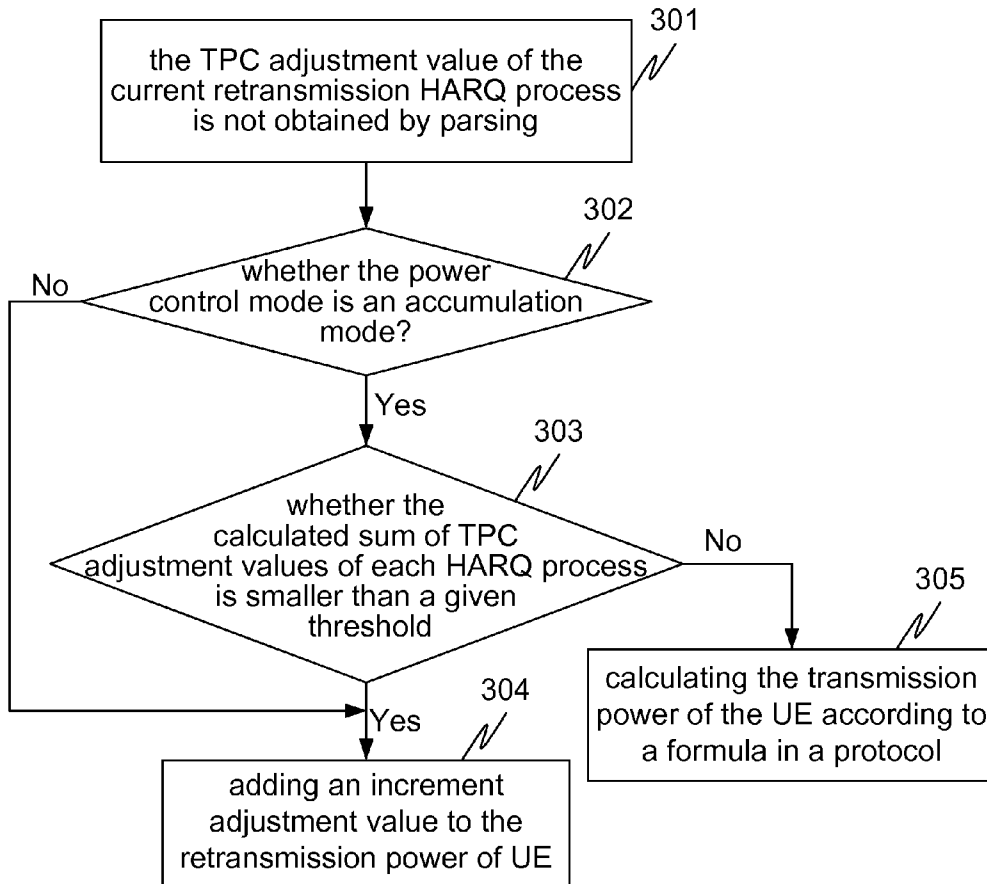 301
the TPC adjustment value of the
current retransmission HARQ process
is not obtained by parsing
302
whether the power
control mode is an accumulation
mode?
No
Yes
303
whether the
calculated sum of TPC
adjustment values of each HARQ process
is smaller than a given
threshold
No
305
Yes
304
calculating the transmission
power of the UE according to
a formula in a protocol
adding an increment
adjustment value to the
retransmission power of UE